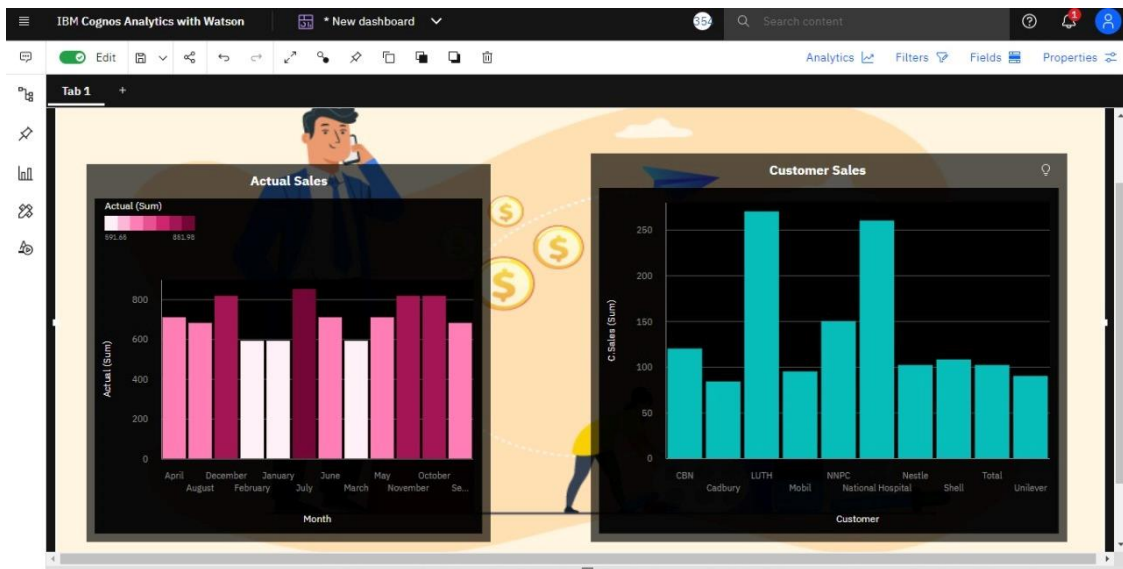 IBM Cognos Analytics with Watson
* New dashboard
354
Search content
1
Edit
Analytics
Filters
Fields
Properties
Tab 1
+
Actual Sales
Actual (Sum)
591.68
851.98
800
600
400
200
0
Actual (Sum)
April December January June May October
August February July March November Se...
Month
Customer Sales
250
200
150
100
50
0
C.Sales (Sum)
CBN LUTH NNPC Nestle Total
Cadbury Mobil National Hospital Shell Unilever
Customer